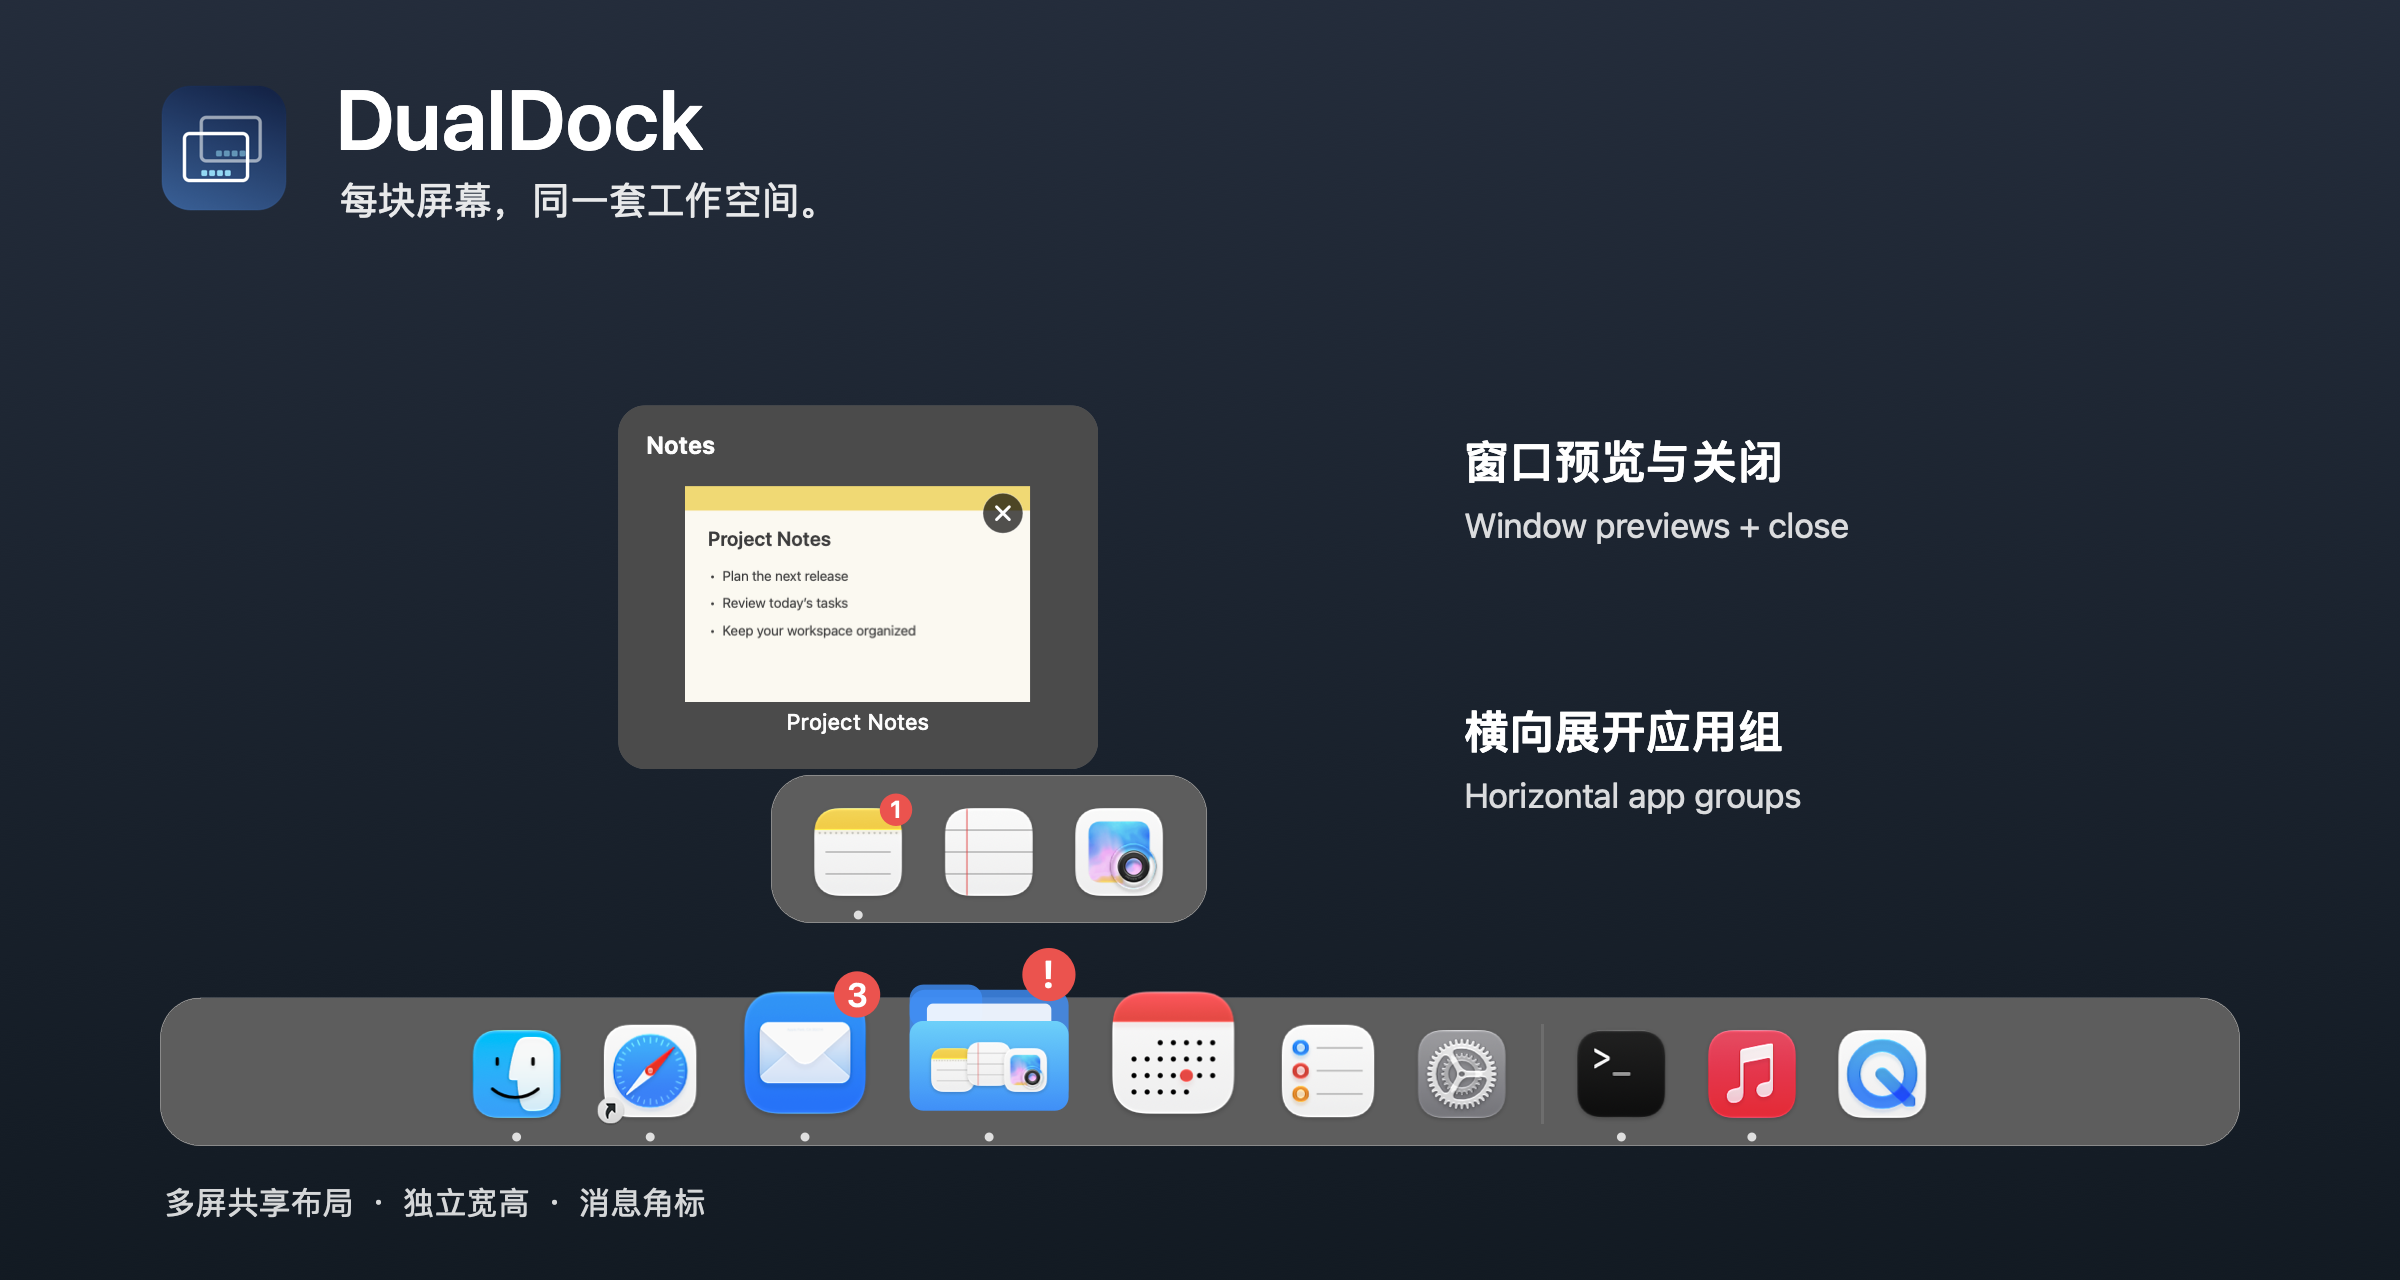 DualDock
每块屏幕，同一套工作空间。
Notes
Project Notes
• Plan the next release
• Review today's tasks
• Keep your workspace organized
Project Notes
窗口预览与关闭
Window previews + close
横向展开应用组
Horizontal app groups
1
3
!
>_
多屏共享布局 · 独立宽高 · 消息角标